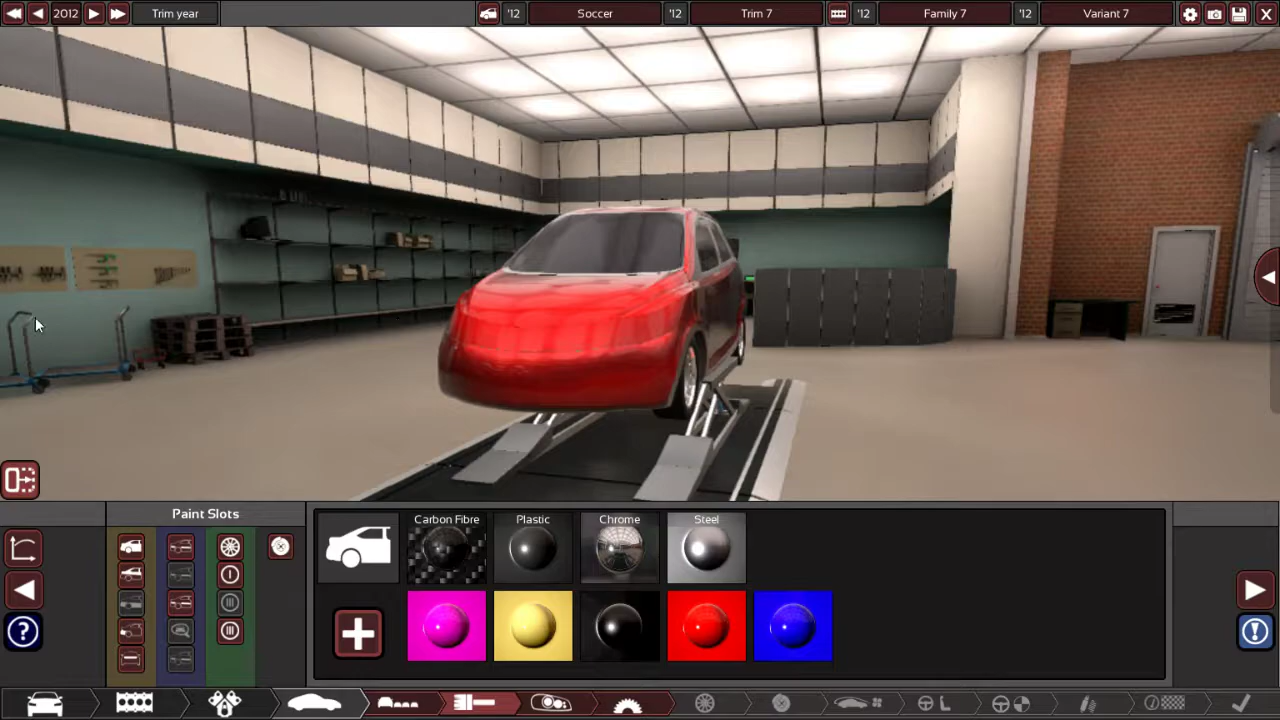 2012 Trim year '12 Soccer '12 Trim 7 '12 Family 7 '12 Variant 7
Paint Slots
Carbon Fibre Plastic Chrome Steel